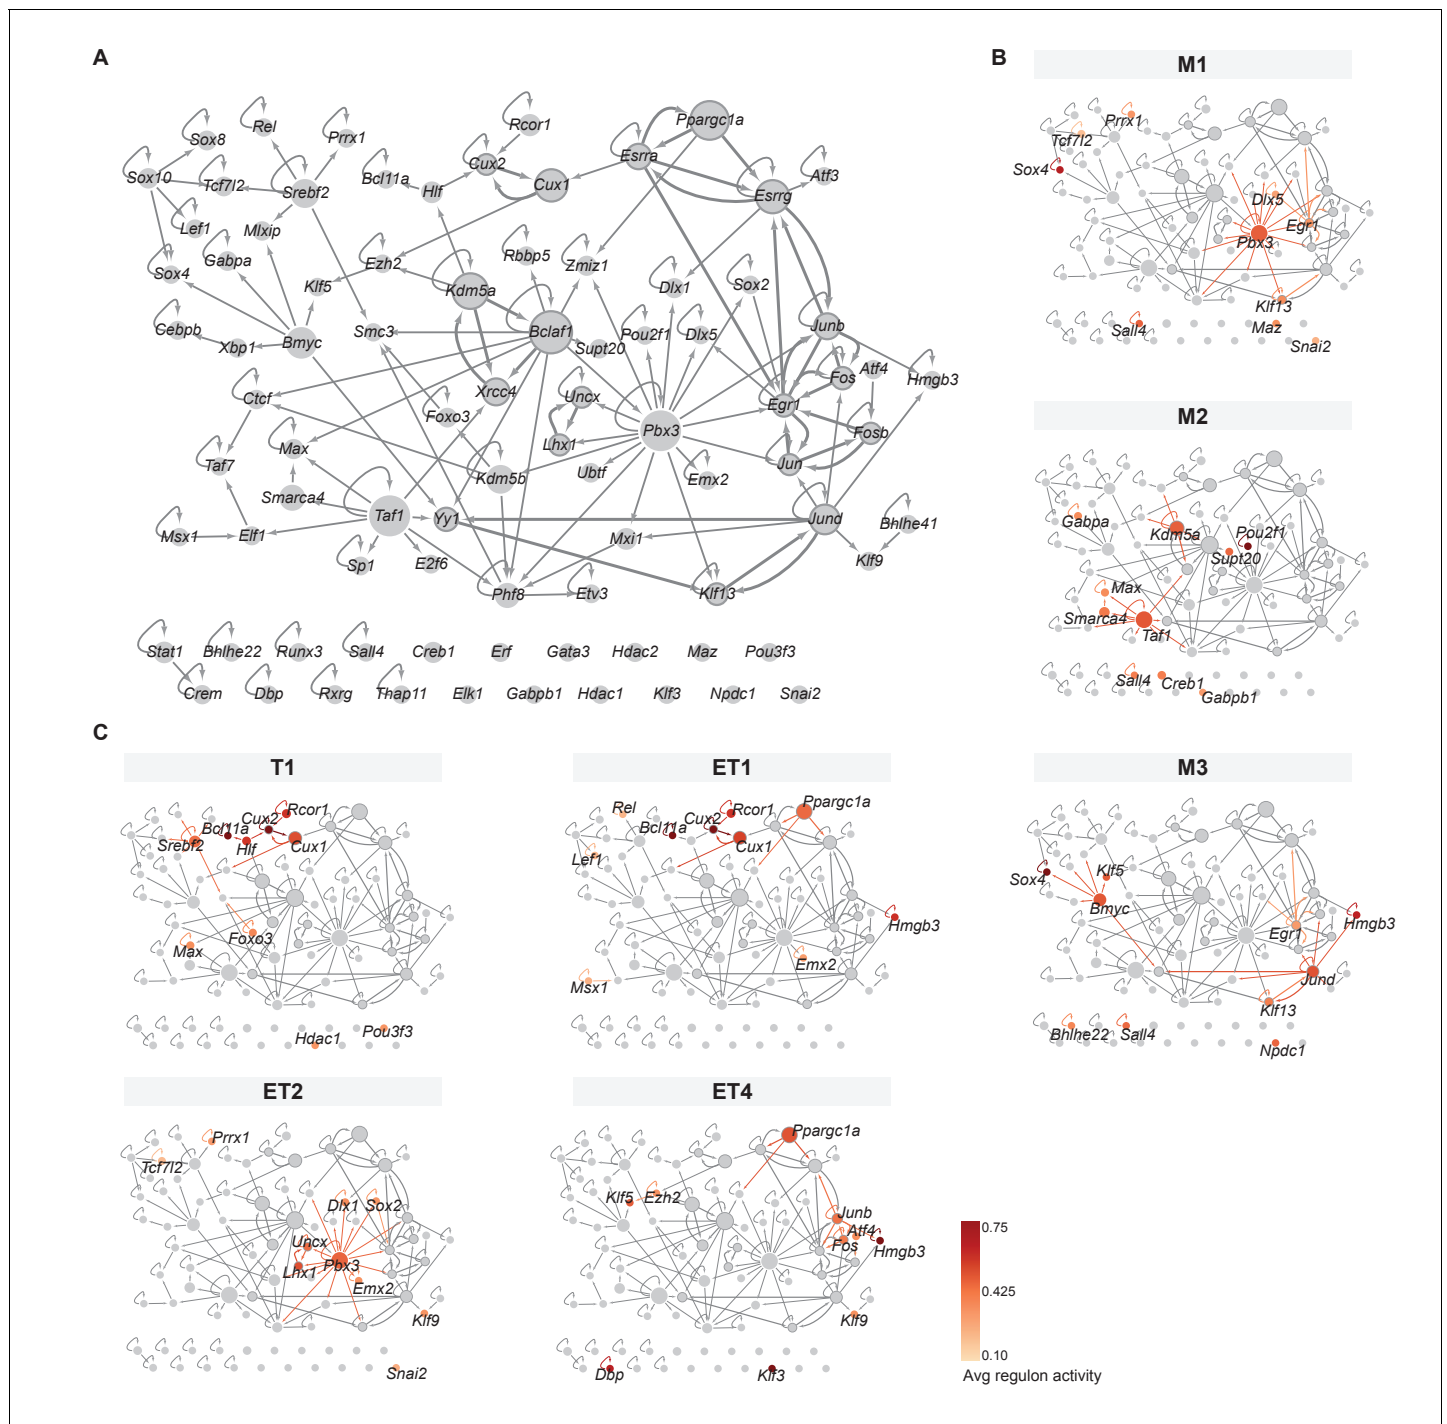 A
Ppargc1a
Rcor1
Rel
Sox8
Prrx1
Esrra
Cux2
Atf3
Sox10
Tcf7l2
Srebf2
Bcl11a
Hlf
Cux1
Esrrg
Lef1
Mlxip
Gabpa
Sox4
Ezh2
Rbbp5
Zmiz1
Klf5
Kdm5a
Dlx1
Sox2
Cebpb
Xbp1
Bmyc
Smc3
Bclaf1
Supt20
Pou2f1
Dlx5
Junb
Ctcf
Xrcc4
Uncx
Fos
Atf4
Hmgb3
Foxo3
Egr1
Max
Lhx1
Pbx3
Fosb
Taf7
Smarca4
Kdm5b
Ubtf
Emx2
Jun
Msx1
Elf1
Taf1
Yy1
Mxi1
Jund
Bhlhe41
Sp1
E2f6
Klf9
Phf8
Etv3
Klf13
Stat1
Bhlhe22
Runx3
Sall4
Creb1
Erf
Gata3
Hdac2
Maz
Pou3f3
Crem
Dbp
Rxrg
Thap11
Elk1
Gabpb1
Hdac1
Klf3
Npdc1
Snai2
B
M1
Prrx1
Tcf7l2
Sox4
Dlx5
Egr1
Pbx3
Klf13
Sall4
Maz
Snai2
M2
Gabpa
Kdm5a
Pou2f1
Supt20
Max
Smarca4
Taf1
Sall4
Creb1
Gabpb1
M3
Sox4
Klf5
Bmyc
Egr1
Hmgb3
Jund
Klf13
Bhlhe22
Sall4
Npdc1
C
T1
Rcor1
Cux2
Bcl11a
Srebf2
Hlf
Cux1
Foxo3
Max
Pou3f3
Hdac1
ET1
Rel
Ppargc1a
Rcor1
Cux2
Bcl11a
Cux1
Lef1
Hmgb3
Emx2
Msx1
ET2
Prrx1
Tcf7l2
Dlx1
Sox2
Uncx
Lhx1
Pbx3
Emx2
Klf9
Snai2
ET4
Ppargc1a
Klf5
Ezh2
Junb
Atf4
Fos
Hmgb3
Klf9
Dbp
Klf3
0.75
0.425
0.10
Avg regulon activity